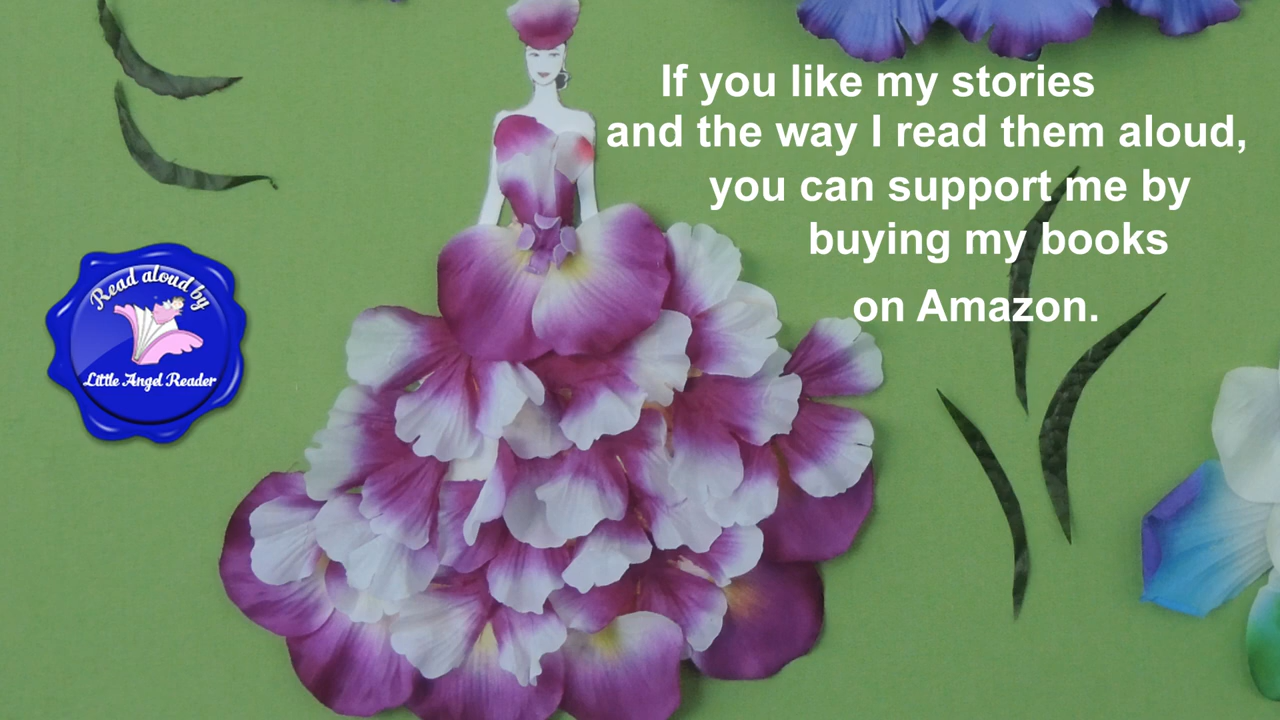 If you like my stories
and the way I read them aloud,
you can support me by
buying my books
on Amazon.
Read aloud by
Little Angel Reader